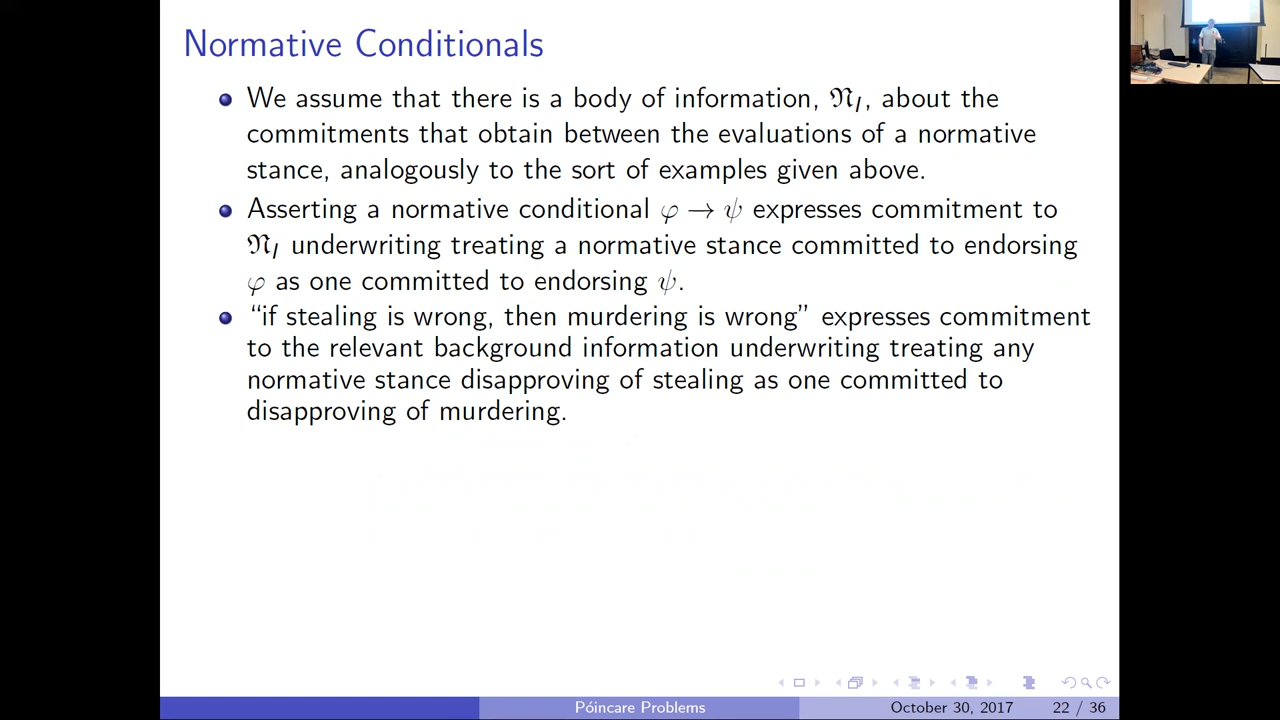 Normative Conditionals
We assume that there is a body of information, 𝔑_I, about the
commitments that obtain between the evaluations of a normative
stance, analogously to the sort of examples given above.
Asserting a normative conditional φ → ψ expresses commitment to
𝔑_I underwriting treating a normative stance committed to endorsing
φ as one committed to endorsing ψ.
“if stealing is wrong, then murdering is wrong” expresses commitment
to the relevant background information underwriting treating any
normative stance disapproving of stealing as one committed to
disapproving of murdering.
Póincare Problems
October 30, 2017
22 / 36